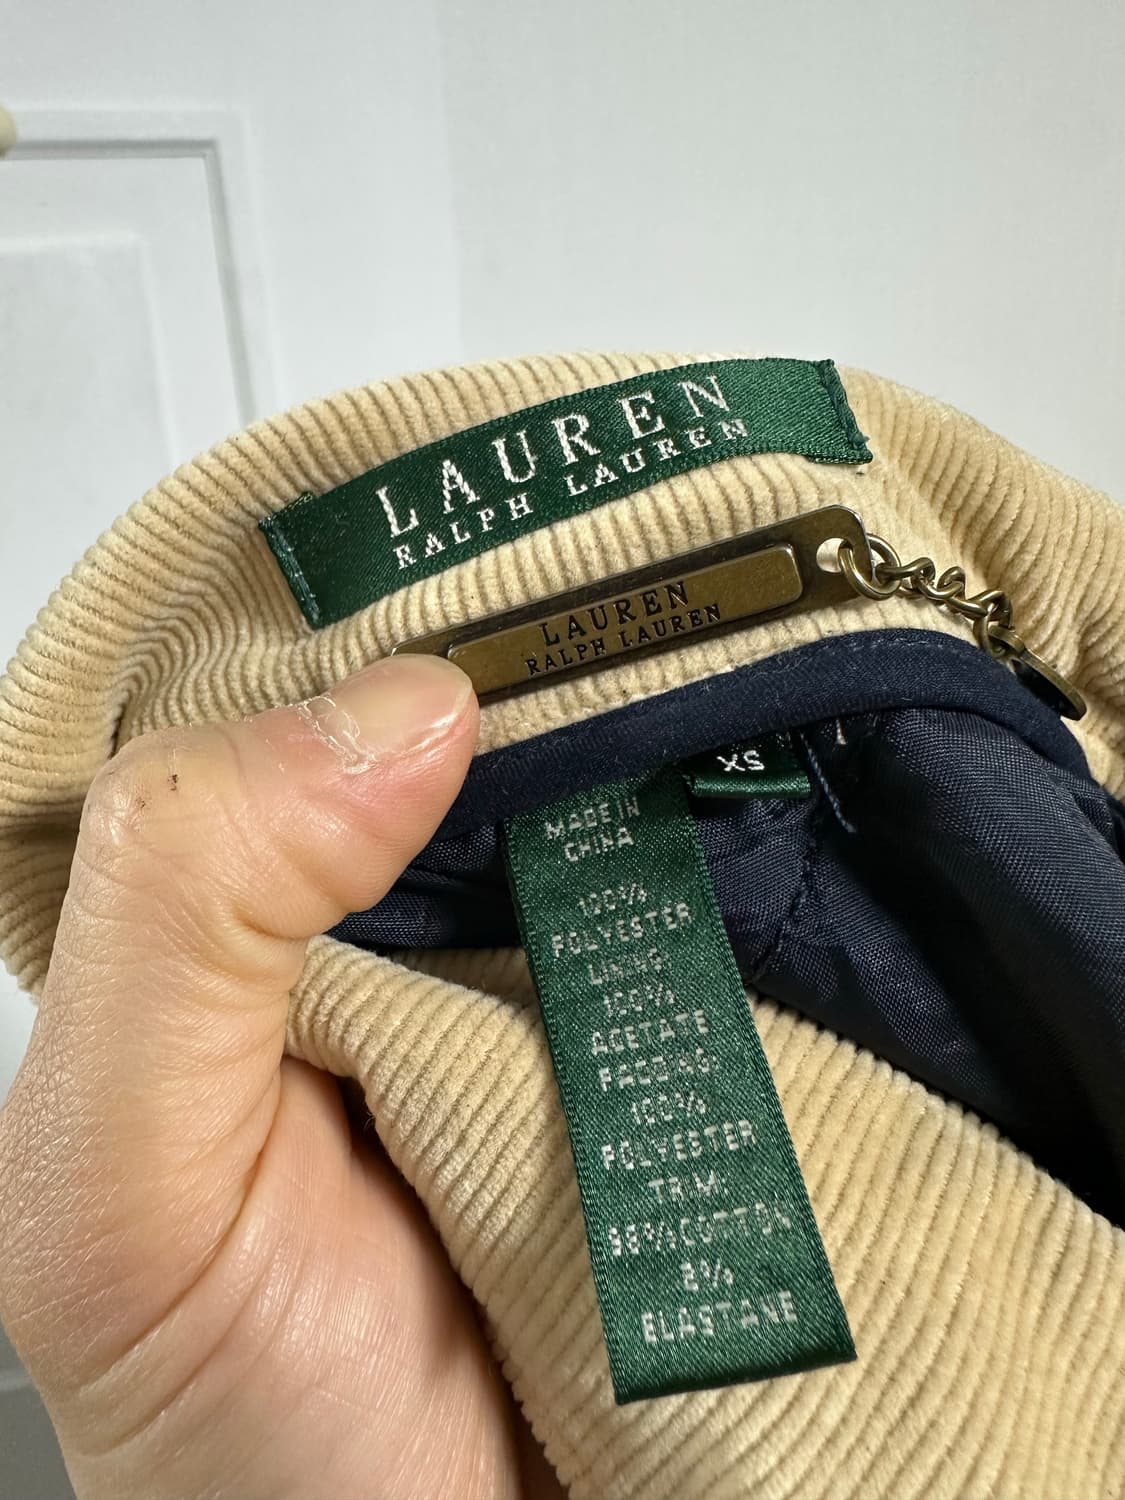 LAUREN
RALPH LAUREN
LAUREN
RALPH LAUREN
XS
MADE IN
CHINA
100%
POLYESTER
LINING:
100%
ACETATE
PADDING:
100%
POLYESTER
TRIM:
98%COTTON
2%
ELASTANE